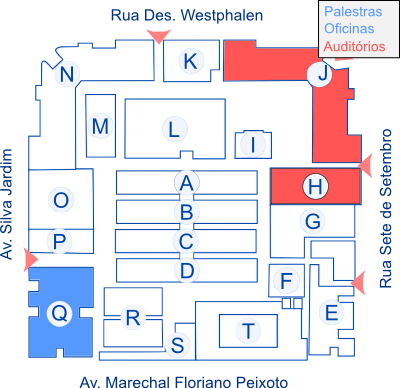 Rua Des. Westphalen
Palestras
Oficinas
Auditórios
N
K
J
M
L
I
A
H
O
B
G
P
C
D
F
Q
R
E
S
T
Av. Silva Jardim
Rua Sete de Setembro
Av. Marechal Floriano Peixoto